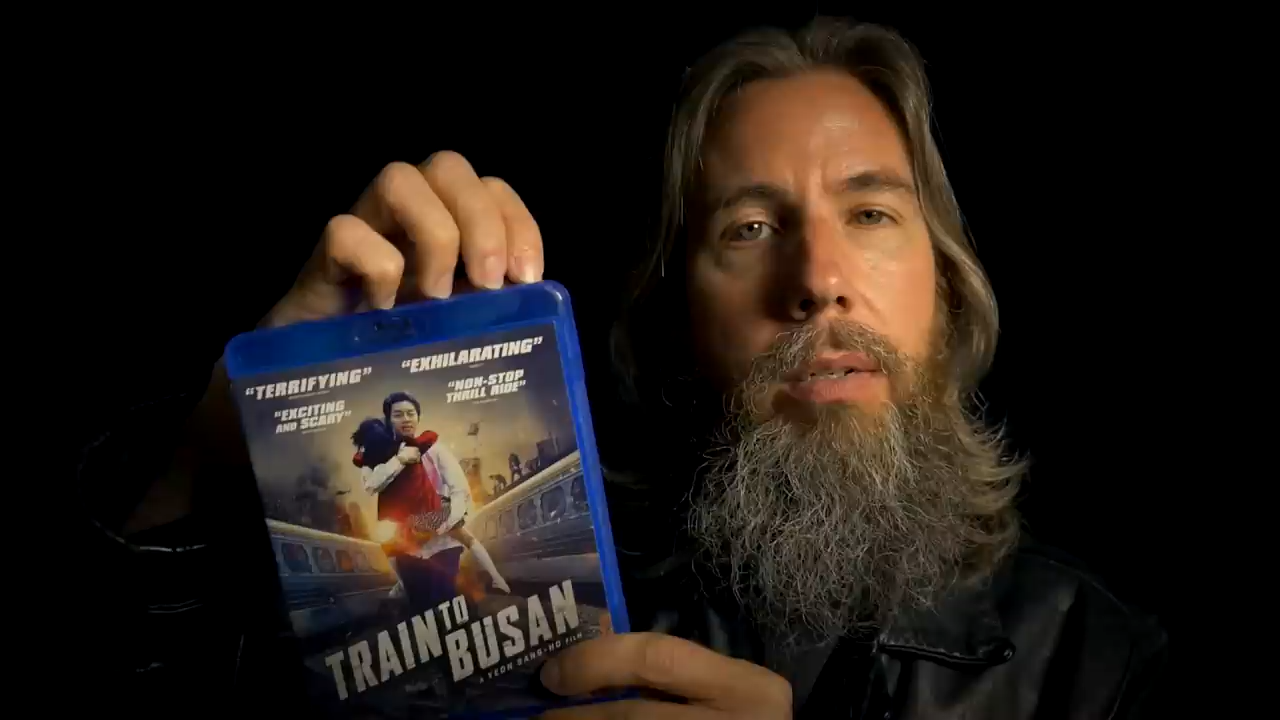 “TERRIFYING”
“EXHILARATING”
“EXCITING
AND SCARY”
“NON-STOP
THRILL RIDE”
TRAIN TO
BUSAN
A YEON SANG-HO FILM